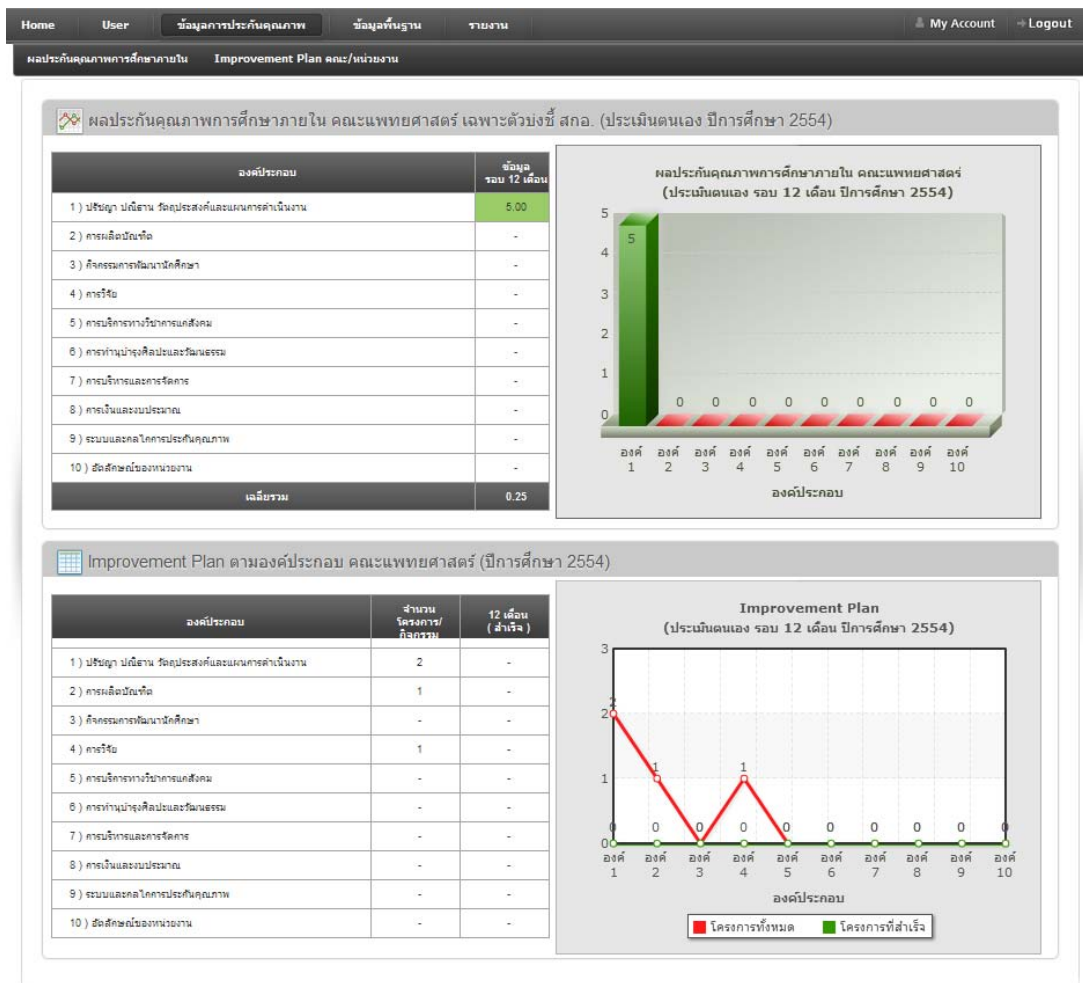 Home User ข้อมูลการประกันคุณภาพ ข้อมูลพื้นฐาน รายงาน My Account Logout
ผลประกันคุณภาพการศึกษาภายใน Improvement Plan คณะ/หน่วยงาน
ผลประกันคุณภาพการศึกษาภายใน คณะแพทยศาสตร์ เฉพาะตัวบ่งชี้ สกอ. (ประเมินตนเอง ปีการศึกษา 2554)
องค์ประกอบ ข้อมูล
รอบ 12 เดือน
1 ) ปรัชญา ปณิธาน วัตถุประสงค์และแผนการดำเนินงาน 5.00
2 ) การผลิตบัณฑิต -
3 ) กิจกรรมการพัฒนานักศึกษา -
4 ) การวิจัย -
5 ) การบริการทางวิชาการแก่สังคม -
6 ) การทำนุบำรุงศิลปะและวัฒนธรรม -
7 ) การบริหารและการจัดการ -
8 ) การเงินและงบประมาณ -
9 ) ระบบและกลไกการประกันคุณภาพ -
10 ) อัตลักษณ์ของหน่วยงาน -
เฉลี่ยรวม 0.25
ผลประกันคุณภาพการศึกษาภายใน คณะแพทยศาสตร์
(ประเมินตนเอง รอบ 12 เดือน ปีการศึกษา 2554)
5
4
3
2
1
0
5 0 0 0 0 0 0 0 0 0
องค์ องค์ องค์ องค์ องค์ องค์ องค์ องค์ องค์ องค์
1 2 3 4 5 6 7 8 9 10
องค์ประกอบ
Improvement Plan ตามองค์ประกอบ คณะแพทยศาสตร์ (ปีการศึกษา 2554)
องค์ประกอบ จำนวน
โครงการ/
กิจกรรม
12 เดือน
( สำเร็จ )
1 ) ปรัชญา ปณิธาน วัตถุประสงค์และแผนการดำเนินงาน 2 -
2 ) การผลิตบัณฑิต 1 -
3 ) กิจกรรมการพัฒนานักศึกษา - -
4 ) การวิจัย 1 -
5 ) การบริการทางวิชาการแก่สังคม - -
6 ) การทำนุบำรุงศิลปะและวัฒนธรรม - -
7 ) การบริหารและการจัดการ - -
8 ) การเงินและงบประมาณ - -
9 ) ระบบและกลไกการประกันคุณภาพ - -
10 ) อัตลักษณ์ของหน่วยงาน - -
Improvement Plan
(ประเมินตนเอง รอบ 12 เดือน ปีการศึกษา 2554)
3
2
1
0
2 1 1
0 0 0 0 0 0 0 0 0 0
องค์ องค์ องค์ องค์ องค์ องค์ องค์ องค์ องค์ องค์
1 2 3 4 5 6 7 8 9 10
องค์ประกอบ
โครงการทั้งหมด โครงการที่สำเร็จ